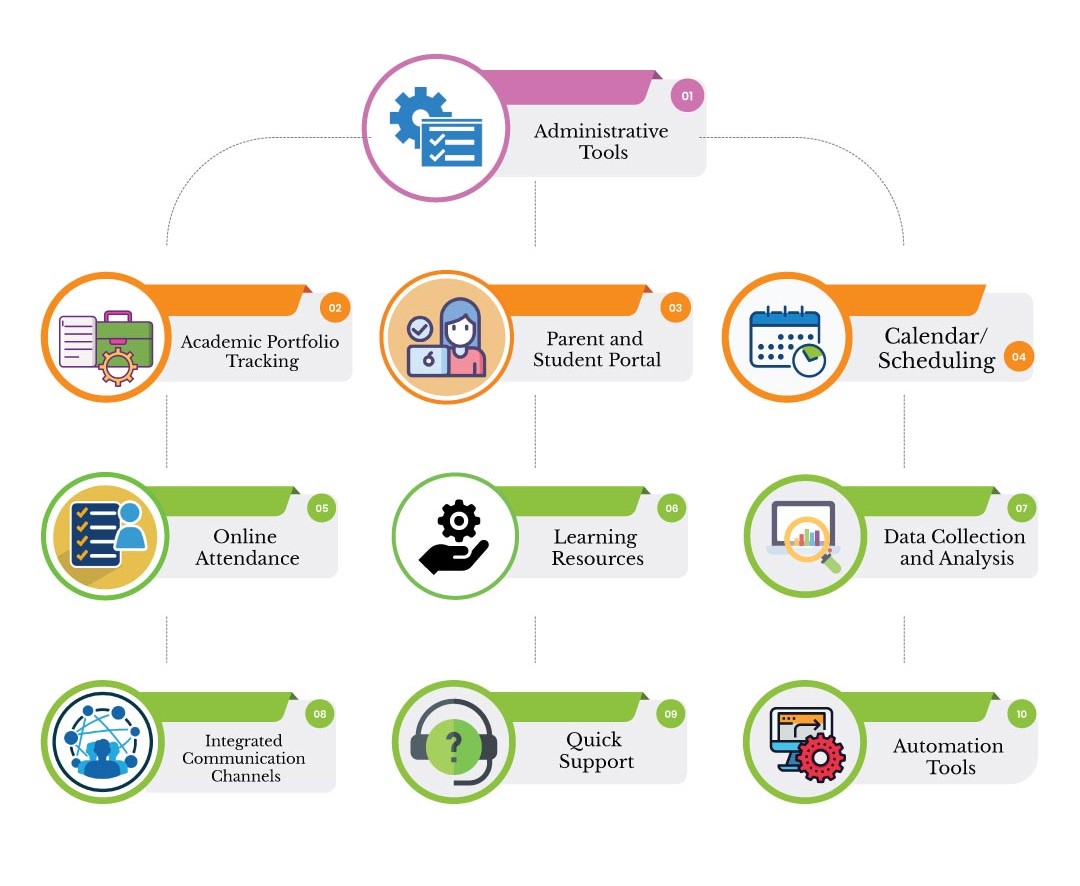 01
Administrative
Tools
02
Academic Portfolio
Tracking
03
Parent and
Student Portal
Calendar/
Scheduling
04
05
Online
Attendance
06
Learning
Resources
07
Data Collection
and Analysis
08
Integrated
Communication
Channels
09
Quick
Support
?
10
Automation
Tools